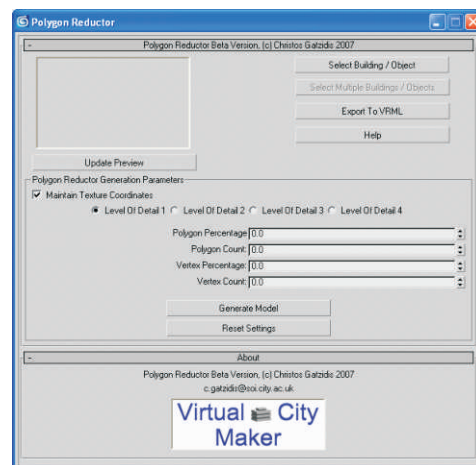 Polygon Reductor
Polygon Reductor Beta Version, (c) Christos Gatzidis 2007
Select Building / Object
Select Multiple Buildings / Objects
Export To VRML
Help
Update Preview
Polygon Reductor Generation Parameters
Maintain Texture Coordinates
Level Of Detail 1 Level Of Detail 2 Level Of Detail 3 Level Of Detail 4
Polygon Percentage 0.0
Polygon Count: 0.0
Vertex Percentage: 0.0
Vertex Count: 0.0
Generate Model
Reset Settings
About
Polygon Reductor Beta Version, (c) Christos Gatzidis 2007
c.gatzidis@soi.city.ac.uk
Virtual City
Maker